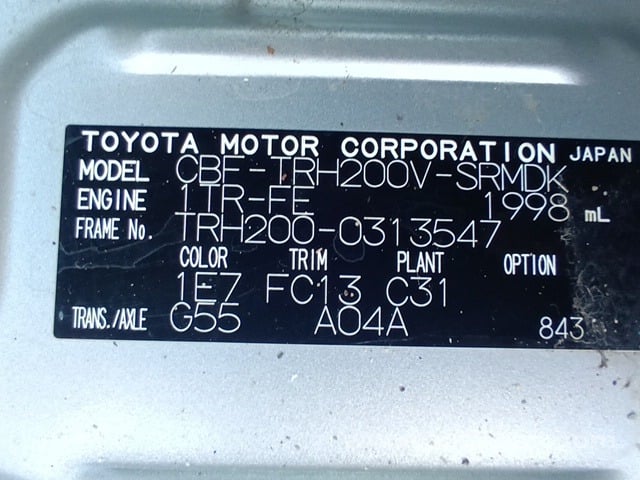 TOYOTA MOTOR CORPORATION JAPAN
MODEL CBF-TRH200V-SRMDK
ENGINE 1TR-FE 1998 mL
FRAME No. TRH200-0313547
COLOR TRIM PLANT OPTION
1E7 FC13 C31
TRANS./AXLE G55 A04A 843